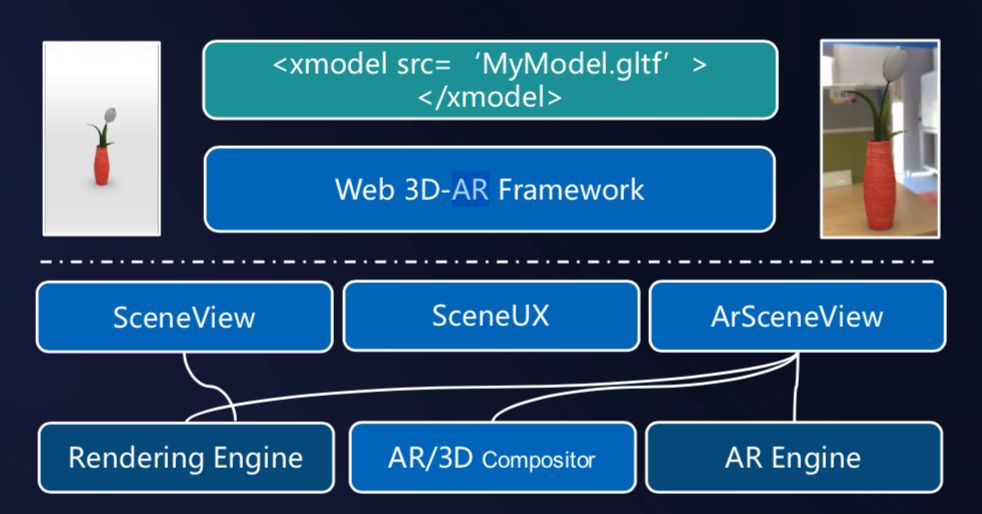 <xmodel src= ‘MyModel.gltf’ >
</xmodel>
Web 3D-AR Framework
SceneView
SceneUX
ArSceneView
Rendering Engine
AR/3D Compositor
AR Engine